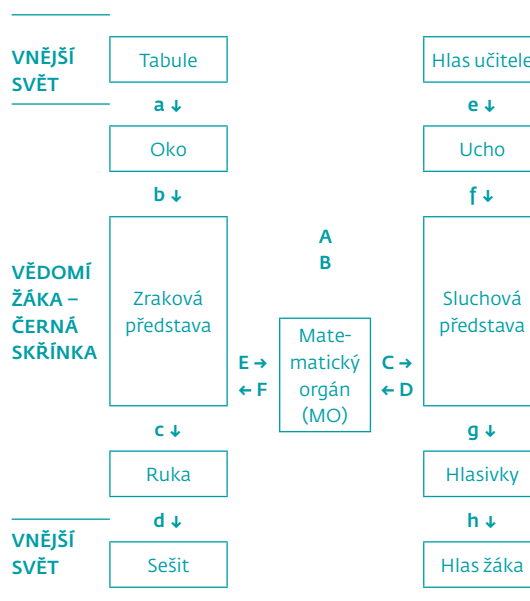 VNĚJŠÍ
SVĚT
Tabule
Hlas učitele
a ↓
e ↓
Oko
Ucho
b ↓
f ↓
VĚDOMÍ
ŽÁKA –
ČERNÁ
SKŘÍNKA
Zraková
představa
A
B
Sluchová
představa
E →
← F
Mate-
matický
orgán
(MO)
C →
← D
c ↓
g ↓
Ruka
Hlasivky
d ↓
h ↓
VNĚJŠÍ
SVĚT
Sešit
Hlas žáka